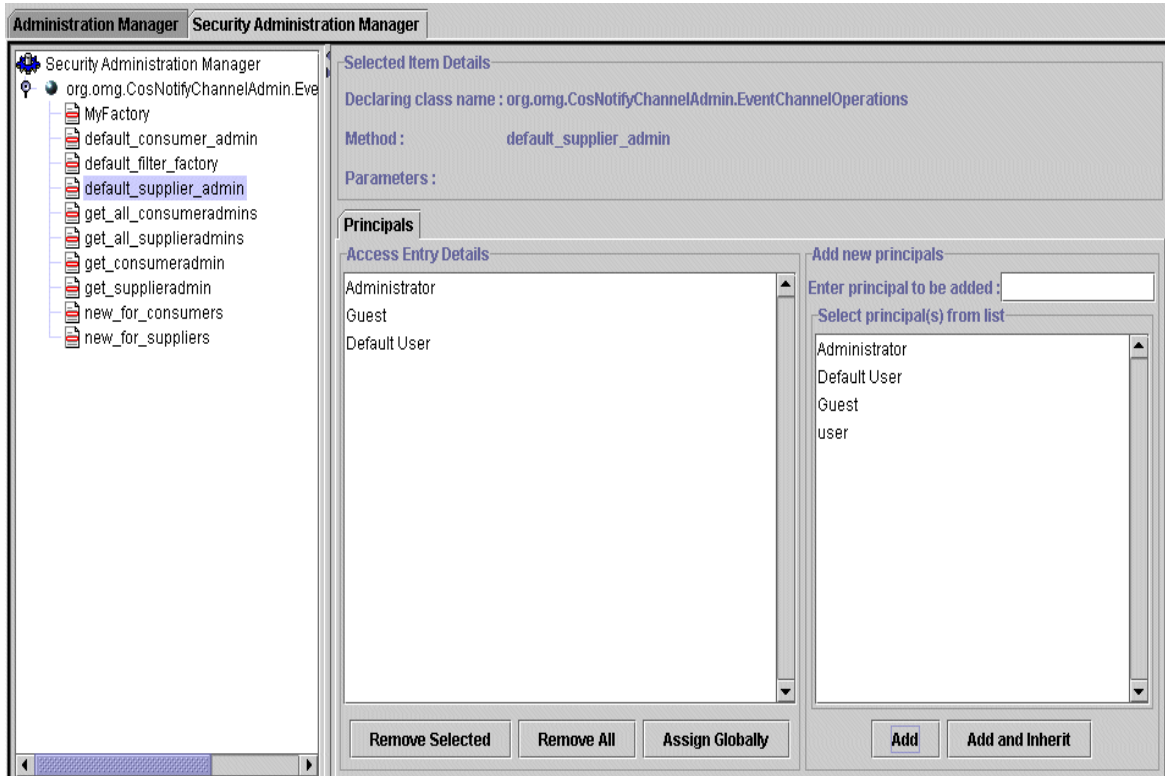 Administration Manager Security Administration Manager
Security Administration Manager
org.omg.CosNotifyChannelAdmin.Eve
MyFactory
default_consumer_admin
default_filter_factory
default_supplier_admin
get_all_consumeradmins
get_all_supplieradmins
get_consumeradmin
get_supplieradmin
new_for_consumers
new_for_suppliers
Selected Item Details
Declaring class name : org.omg.CosNotifyChannelAdmin.EventChannelOperations
Method : default_supplier_admin
Parameters :
Principals
Access Entry Details
Administrator
Guest
Default User
Remove Selected Remove All Assign Globally
Add new principals
Enter principal to be added :
Select principal(s) from list
Administrator
Default User
Guest
user
Add Add and Inherit